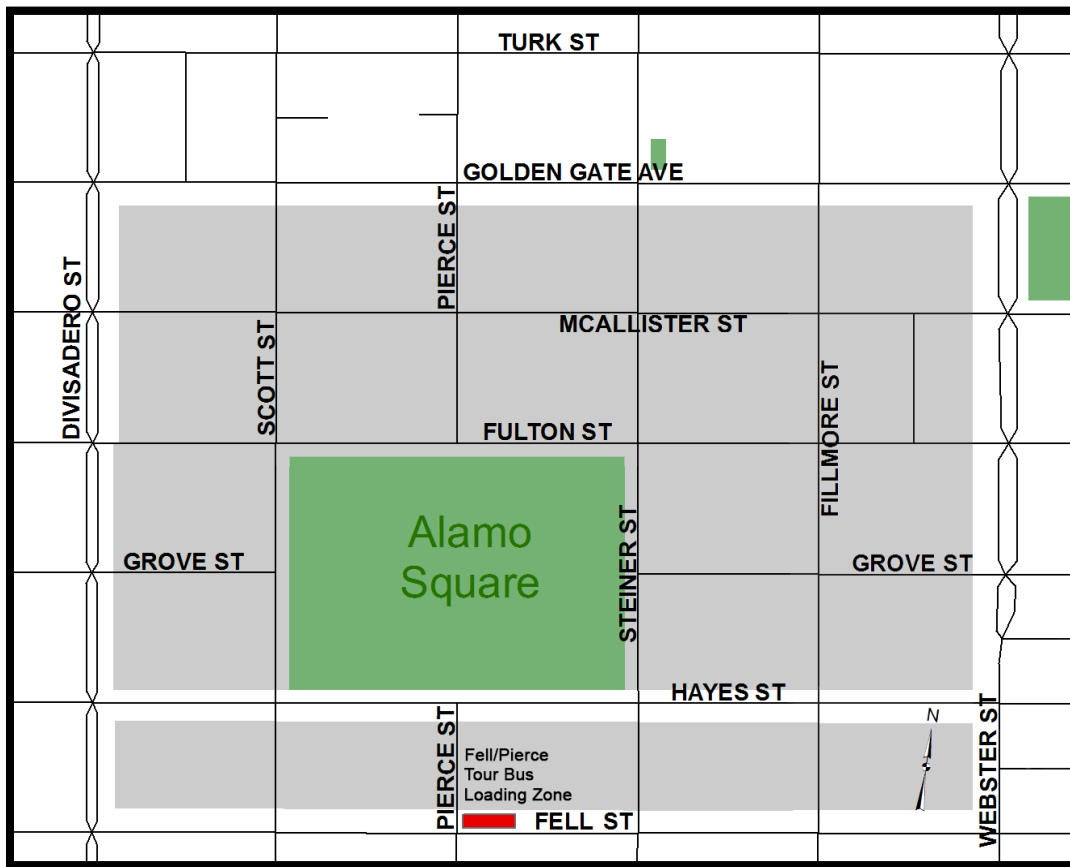 TURK ST
GOLDEN GATE AVE
PIERCE ST
DIVISADERO ST
SCOTT ST
MCALLISTER ST
FILLMORE ST
FULTON ST
Alamo
Square
STEINER ST
GROVE ST
GROVE ST
HAYES ST
PIERCE ST
WEBSTER ST
N
Fell/Pierce
Tour Bus
Loading Zone
FELL ST